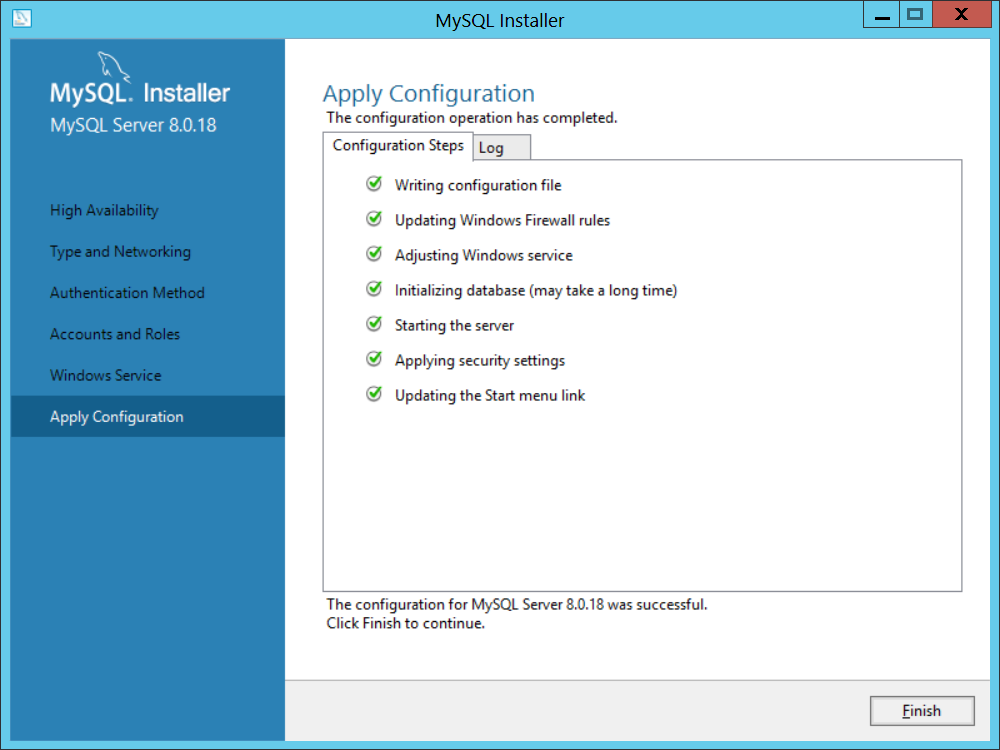 MySQL Installer
MySQL. Installer
MySQL Server 8.0.18
High Availability
Type and Networking
Authentication Method
Accounts and Roles
Windows Service
Apply Configuration
Apply Configuration
The configuration operation has completed.
Configuration Steps
Log
Writing configuration file
Updating Windows Firewall rules
Adjusting Windows service
Initializing database (may take a long time)
Starting the server
Applying security settings
Updating the Start menu link
The configuration for MySQL Server 8.0.18 was successful.
Click Finish to continue.
Finish